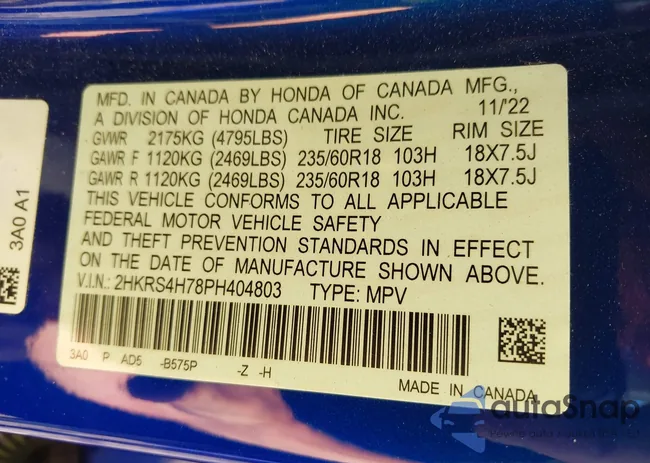 MFD. IN CANADA BY HONDA OF CANADA MFG.,
A DIVISION OF HONDA CANADA INC. 11/'22
GVWR 2175KG (4795LBS) TIRE SIZE RIM SIZE
GAWR F 1120KG (2469LBS) 235/60R18 103H 18X7.5J
GAWR R 1120KG (2469LBS) 235/60R18 103H 18X7.5J
THIS VEHICLE CONFORMS TO ALL APPLICABLE
FEDERAL MOTOR VEHICLE SAFETY
AND THEFT PREVENTION STANDARDS IN EFFECT
ON THE DATE OF MANUFACTURE SHOWN ABOVE.
V.I.N.: 2HKRS4H78PH404803 TYPE: MPV
3A0 P AD5 -B575P -Z -H
MADE IN CANADA
3A0 A1
autoSnap